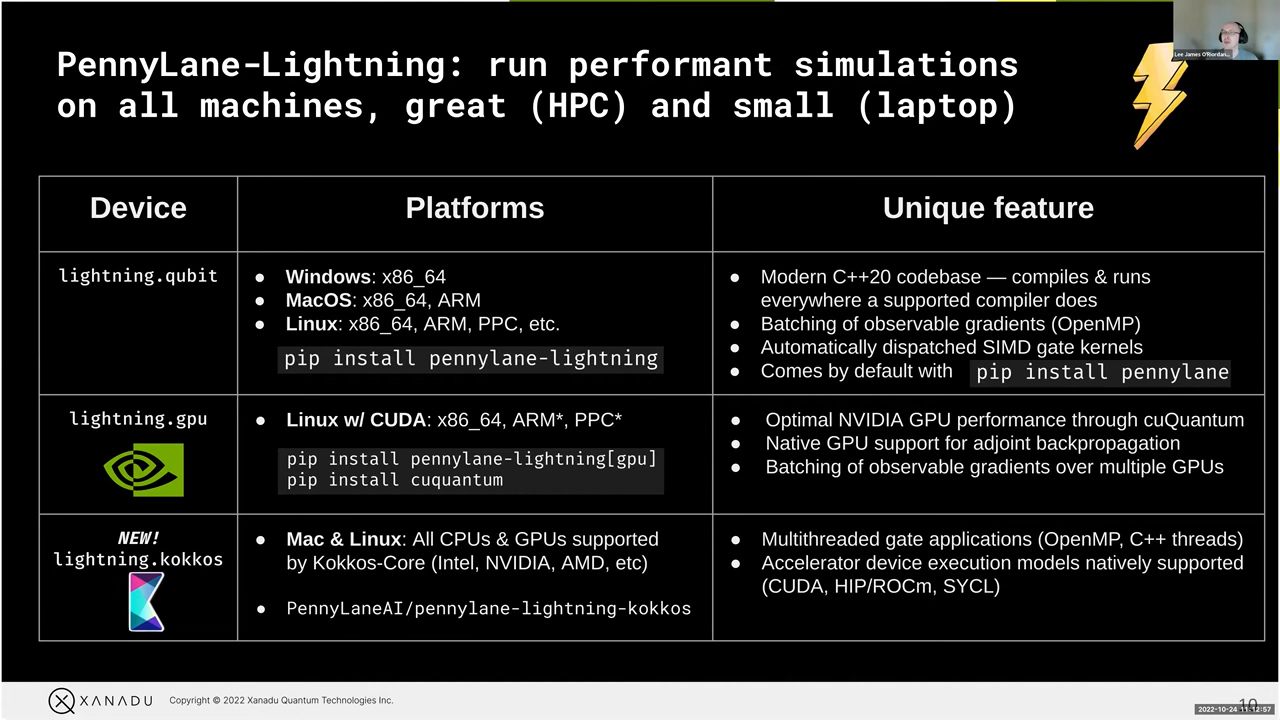 PennyLane-Lightning: run performant simulations
on all machines, great (HPC) and small (laptop)
Lee James O'Riordan...
Device
Platforms
Unique feature
lightning.qubit
● Windows: x86_64
● MacOS: x86_64, ARM
● Linux: x86_64, ARM, PPC, etc.
pip install pennylane-lightning
● Modern C++20 codebase — compiles & runs
everywhere a supported compiler does
● Batching of observable gradients (OpenMP)
● Automatically dispatched SIMD gate kernels
● Comes by default with pip install pennylane
lightning.gpu
● Linux w/ CUDA: x86_64, ARM*, PPC*
pip install pennylane-lightning[gpu]
pip install cuquantum
● Optimal NVIDIA GPU performance through cuQuantum
● Native GPU support for adjoint backpropagation
● Batching of observable gradients over multiple GPUs
NEW!
lightning.kokkos
● Mac & Linux: All CPUs & GPUs supported
by Kokkos-Core (Intel, NVIDIA, AMD, etc)
● PennyLaneAI/pennylane-lightning-kokkos
● Multithreaded gate applications (OpenMP, C++ threads)
● Accelerator device execution models natively supported
(CUDA, HIP/ROCm, SYCL)
XANADU
Copyright © 2022 Xanadu Quantum Technologies Inc.
10
2022-10-24 11:12:57